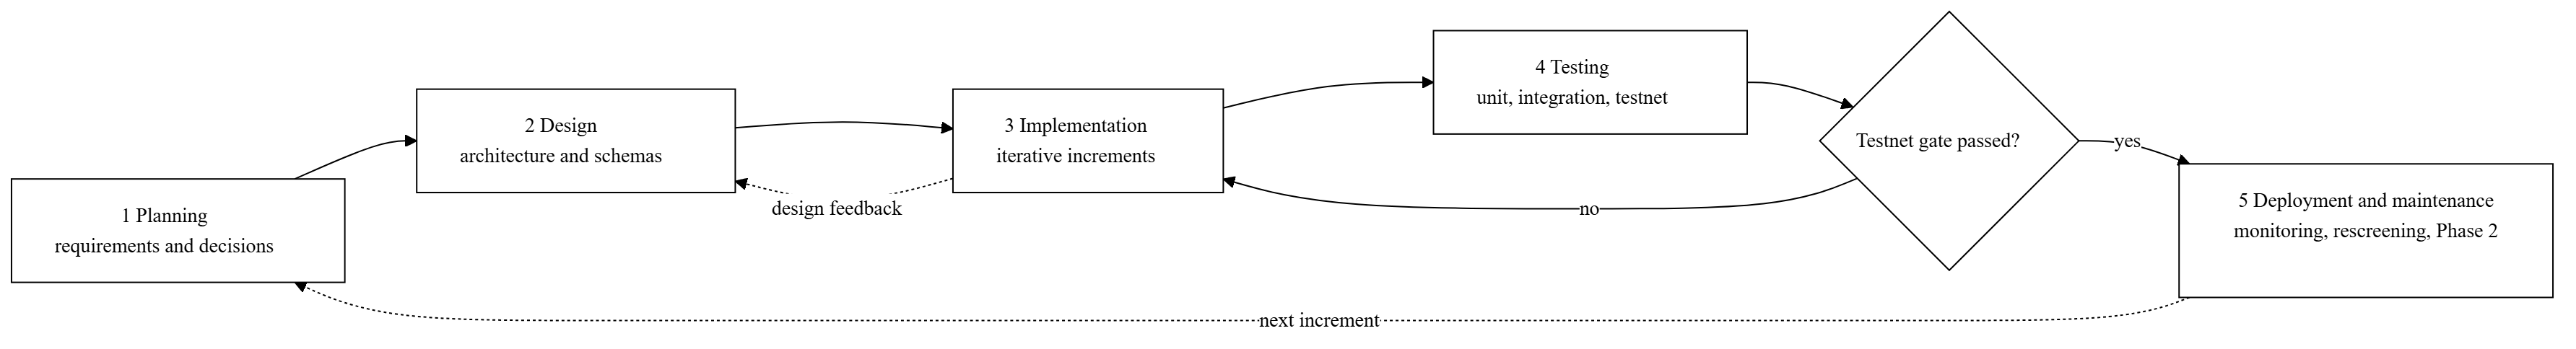 1 Planning
requirements and decisions
2 Design
architecture and schemas
design feedback
3 Implementation
iterative increments
4 Testing
unit, integration, testnet
Testnet gate passed?
yes
no
5 Deployment and maintenance
monitoring, rescreening, Phase 2
next increment